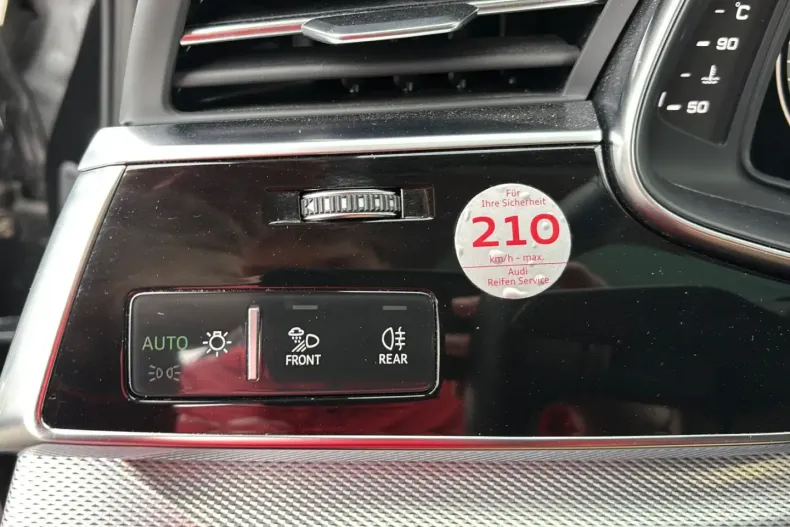 °C
90
50
Für
Ihre Sicherheit
210
km/h - max.
Audi
Reifen Service
AUTO
FRONT
REAR